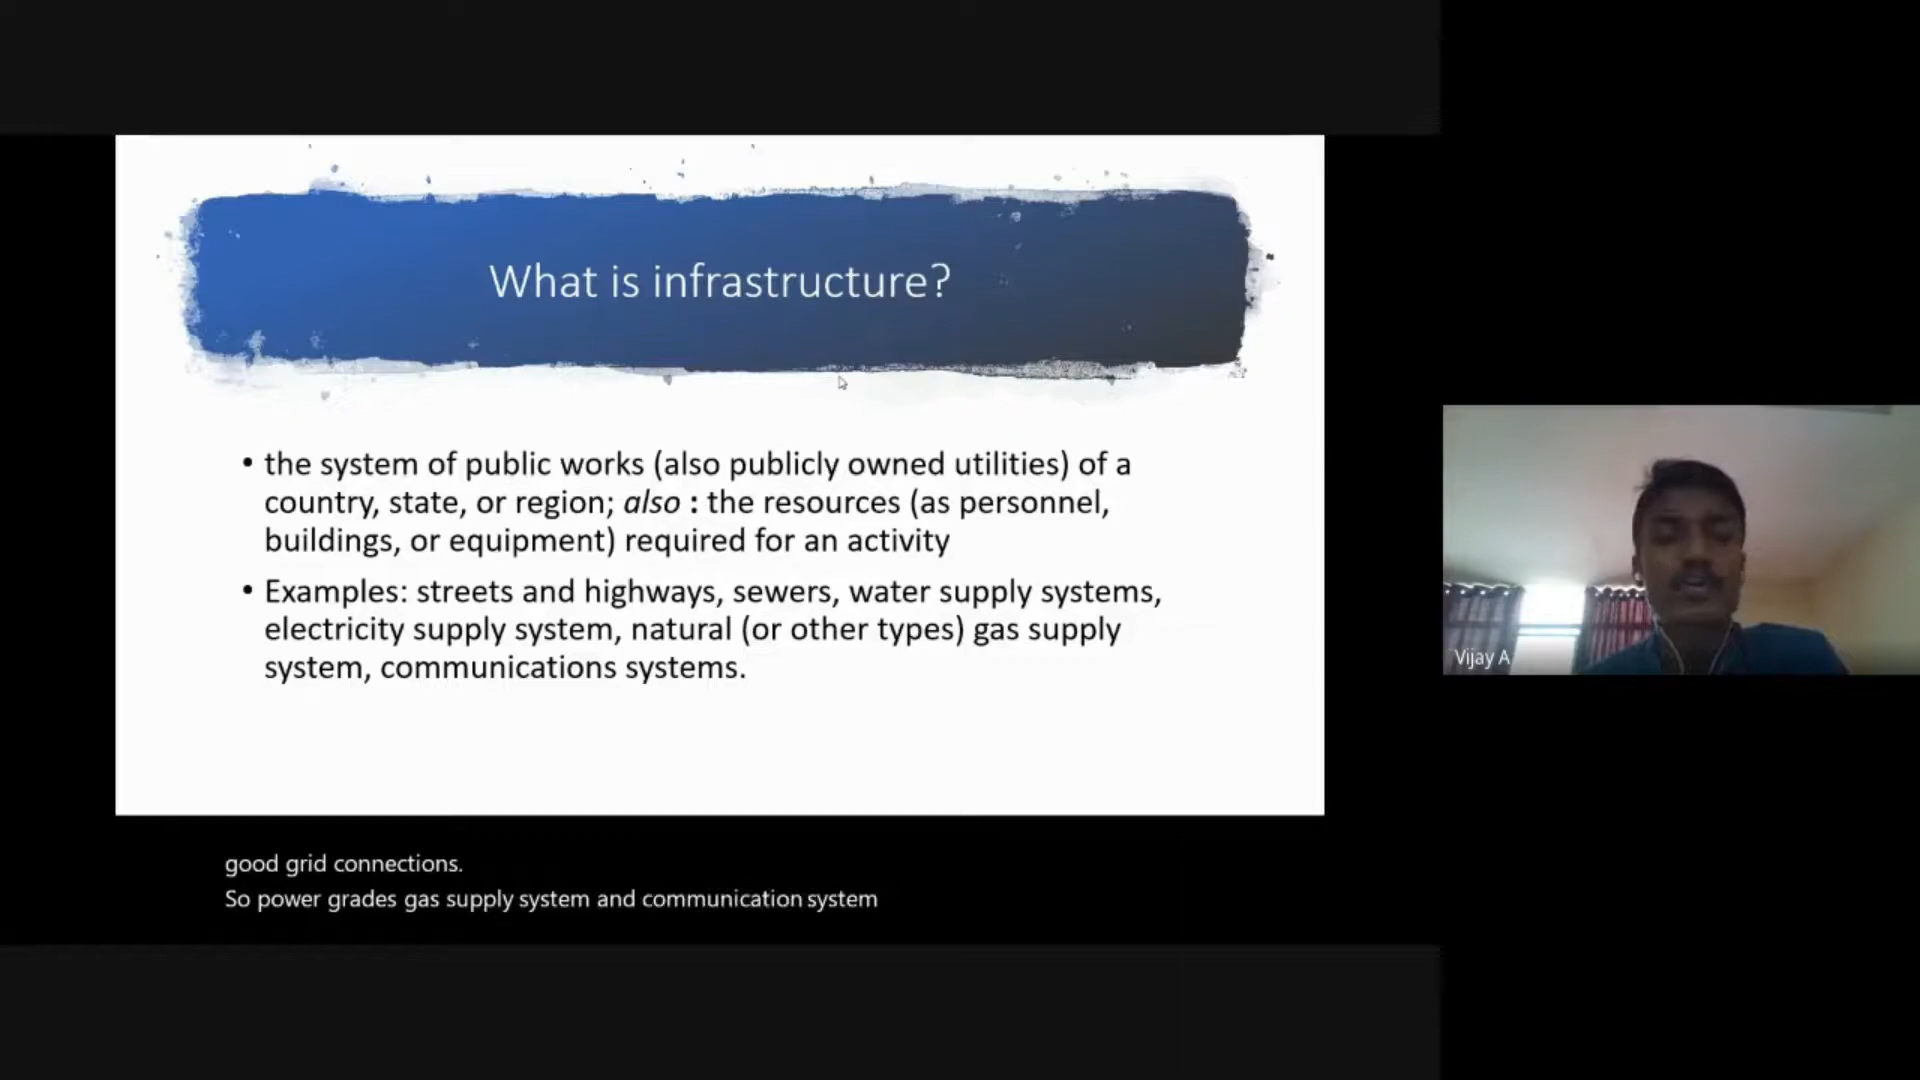 What is infrastructure?
• the system of public works (also publicly owned utilities) of a
country, state, or region; also : the resources (as personnel,
buildings, or equipment) required for an activity
• Examples: streets and highways, sewers, water supply systems,
electricity supply system, natural (or other types) gas supply
system, communications systems.
Vijay A
good grid connections.
So power grades gas supply system and communication system